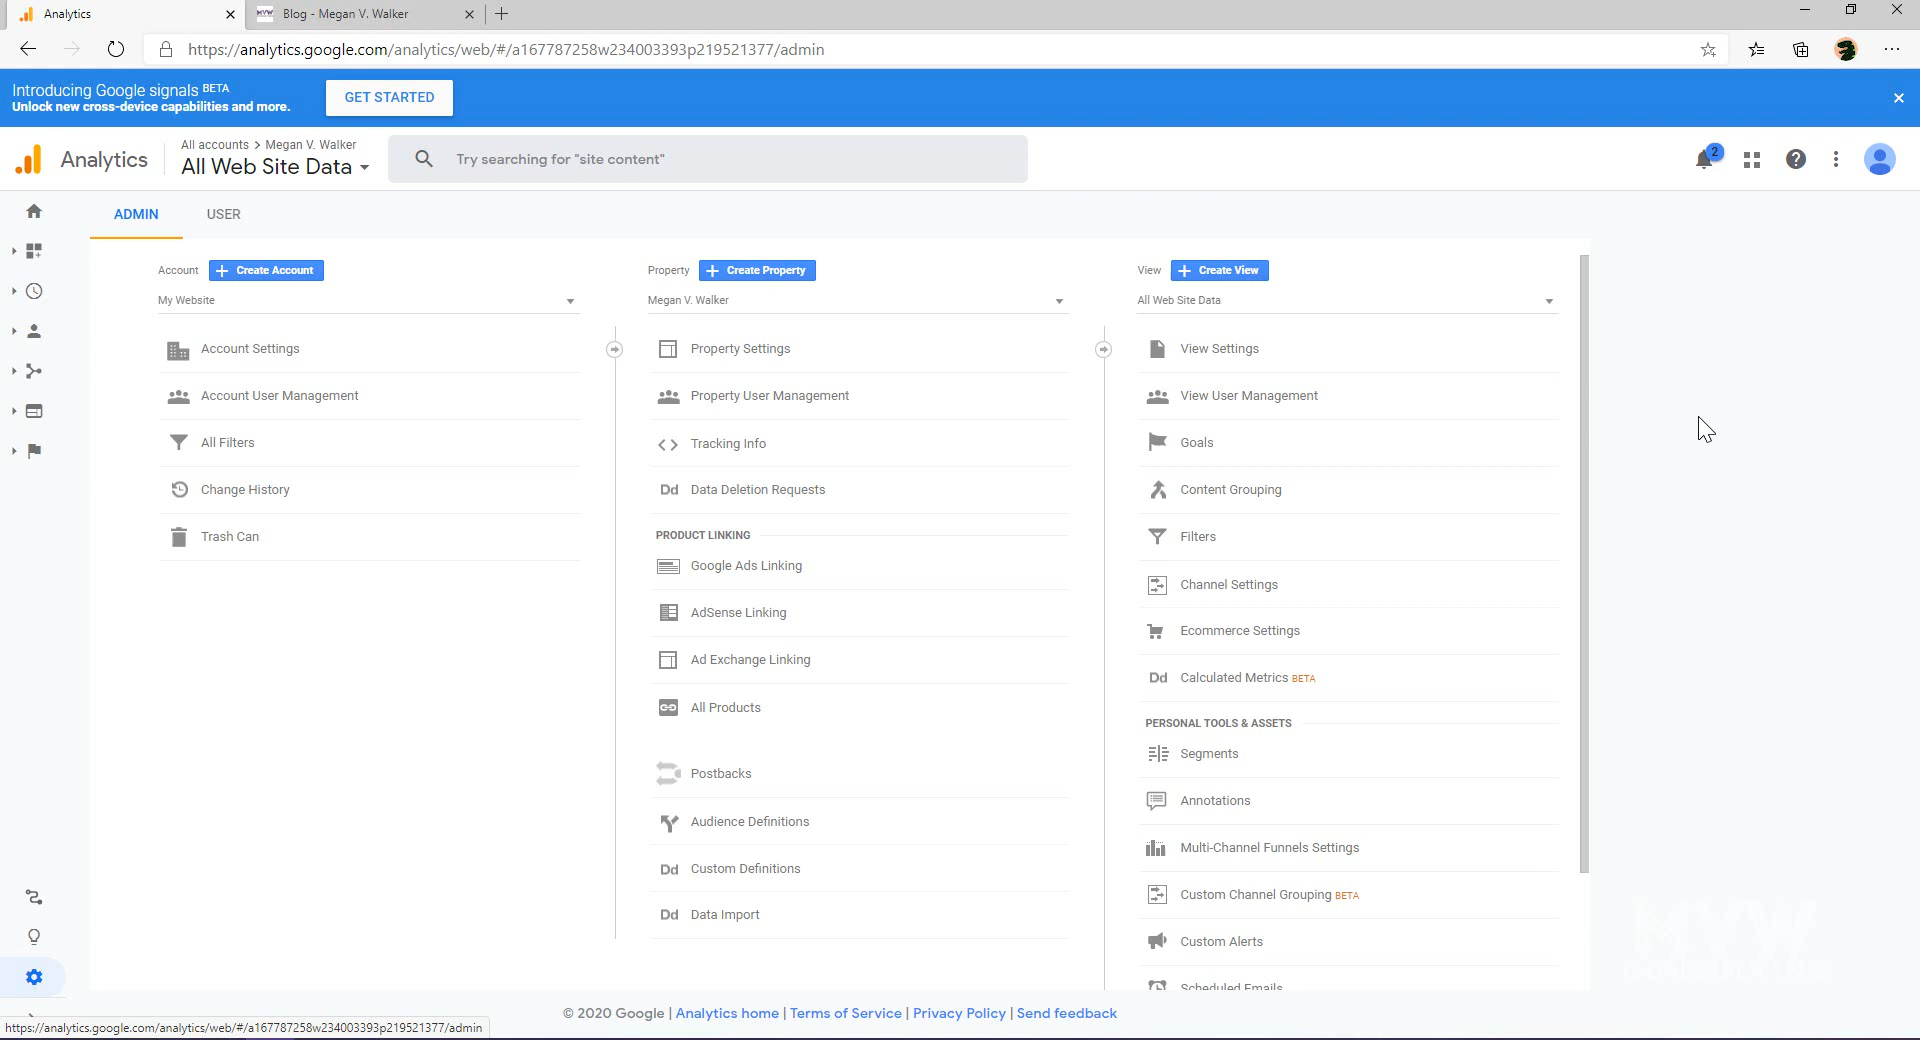 Analytics
Blog - Megan V. Walker
https://analytics.google.com/analytics/web/#/a167787258w234003393p219521377/admin
Introducing Google signals BETA
Unlock new cross-device capabilities and more.
GET STARTED
Analytics
All accounts > Megan V. Walker
All Web Site Data
Try searching for "site content"
2
ADMIN
USER
Account
+ Create Account
My Website
Account Settings
Account User Management
All Filters
Change History
Trash Can
Property
+ Create Property
Megan V. Walker
Property Settings
Property User Management
Tracking Info
Dd Data Deletion Requests
PRODUCT LINKING
Google Ads Linking
AdSense Linking
Ad Exchange Linking
All Products
Postbacks
Audience Definitions
Dd Custom Definitions
Dd Data Import
View
+ Create View
All Web Site Data
View Settings
View User Management
Goals
Content Grouping
Filters
Channel Settings
Ecommerce Settings
Dd Calculated Metrics BETA
PERSONAL TOOLS & ASSETS
Segments
Annotations
Multi-Channel Funnels Settings
Custom Channel Grouping BETA
Custom Alerts
Scheduled Emails
© 2020 Google | Analytics home | Terms of Service | Privacy Policy | Send feedback
https://analytics.google.com/analytics/web/#/a167787258w234003393p219521377/admin